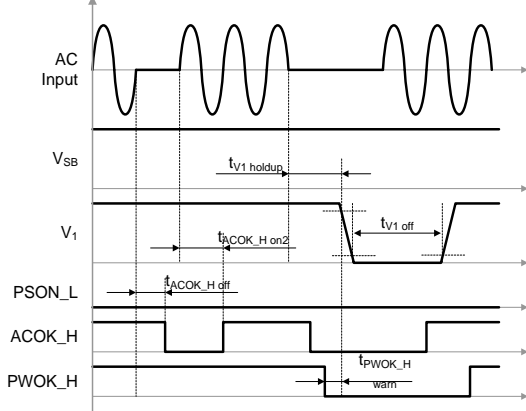 AC
Input
VSB
tV1 holdup
V1
tV1 off
tACOK_H on2
PSON_L
tACOK_H off
ACOK_H
tPWOK_H
warn
PWOK_H